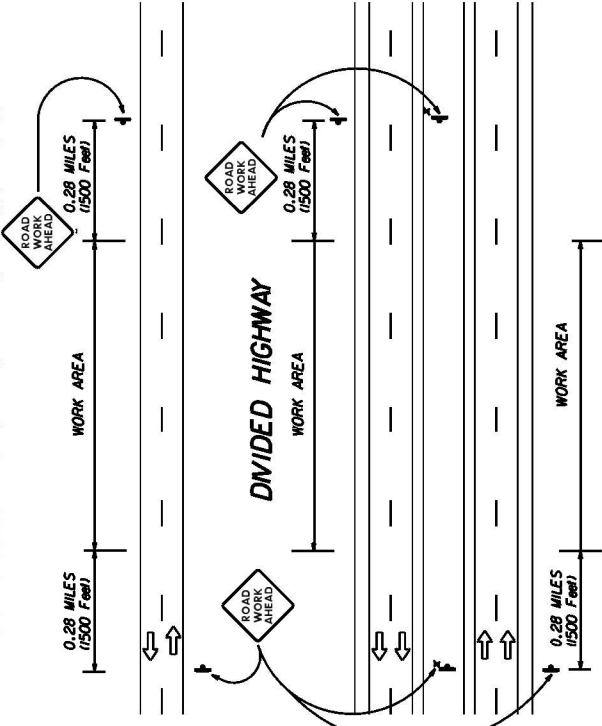 0.28 MILES
(1500 Feet)
ROAD
WORK
AHEAD
WORK AREA
0.28 MILES
(1500 Feet)
ROAD
WORK
AHEAD
0.28 MILES
(1500 Feet)
DIVIDED HIGHWAY
WORK AREA
ROAD
WORK
AHEAD
WORK AREA
0.28 MILES
(1500 Feet)